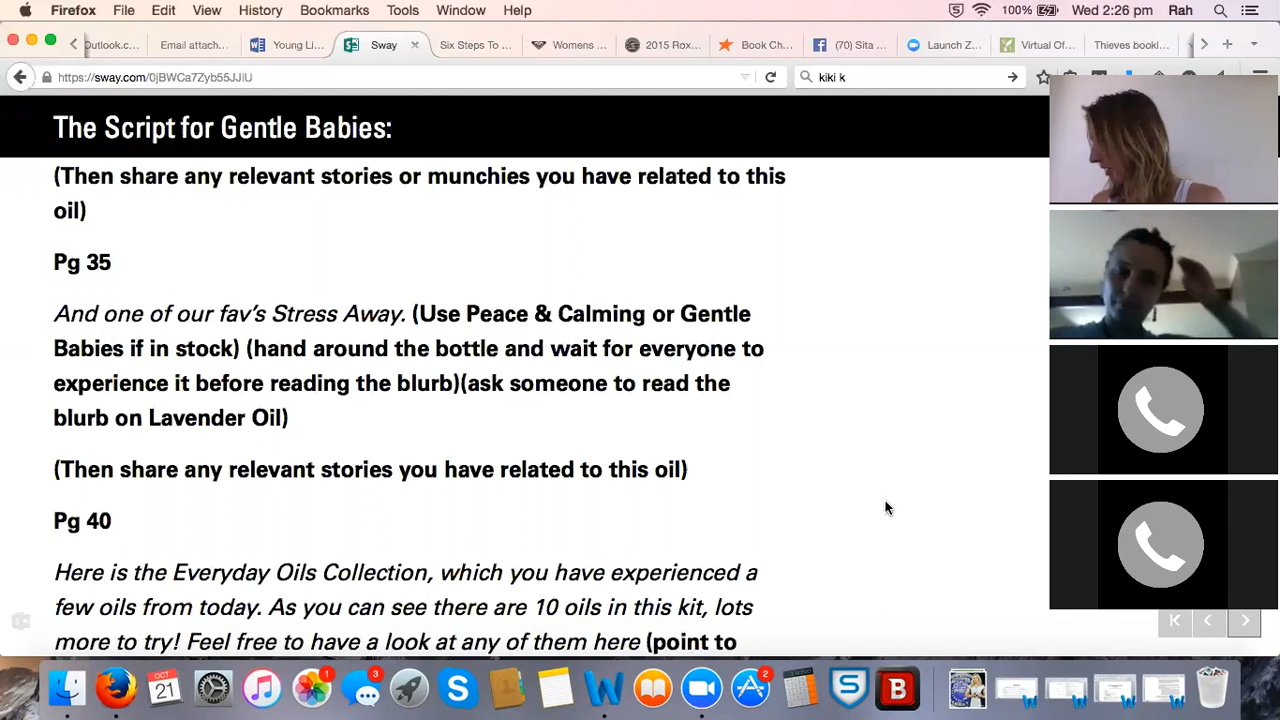 Firefox File Edit View History Bookmarks Tools Window Help 100% Wed 2:26 pm Rah
Outlook.c... Email attach... Young Li... Sway Six Steps To ... Womens ... 2015 Rox... Book Ch... (70) Sita ... Launch Z... Virtual Of... Thieves bookl...
https://sway.com/0jBWCa7Zyb55JJIU kiki k
The Script for Gentle Babies:
(Then share any relevant stories or munchies you have related to this
oil)
Pg 35
And one of our fav's Stress Away. (Use Peace & Calming or Gentle
Babies if in stock) (hand around the bottle and wait for everyone to
experience it before reading the blurb)(ask someone to read the
blurb on Lavender Oil)
(Then share any relevant stories you have related to this oil)
Pg 40
Here is the Everyday Oils Collection, which you have experienced a
few oils from today. As you can see there are 10 oils in this kit, lots
more to try! Feel free to have a look at any of them here (point to
OCT
21
1
3
2